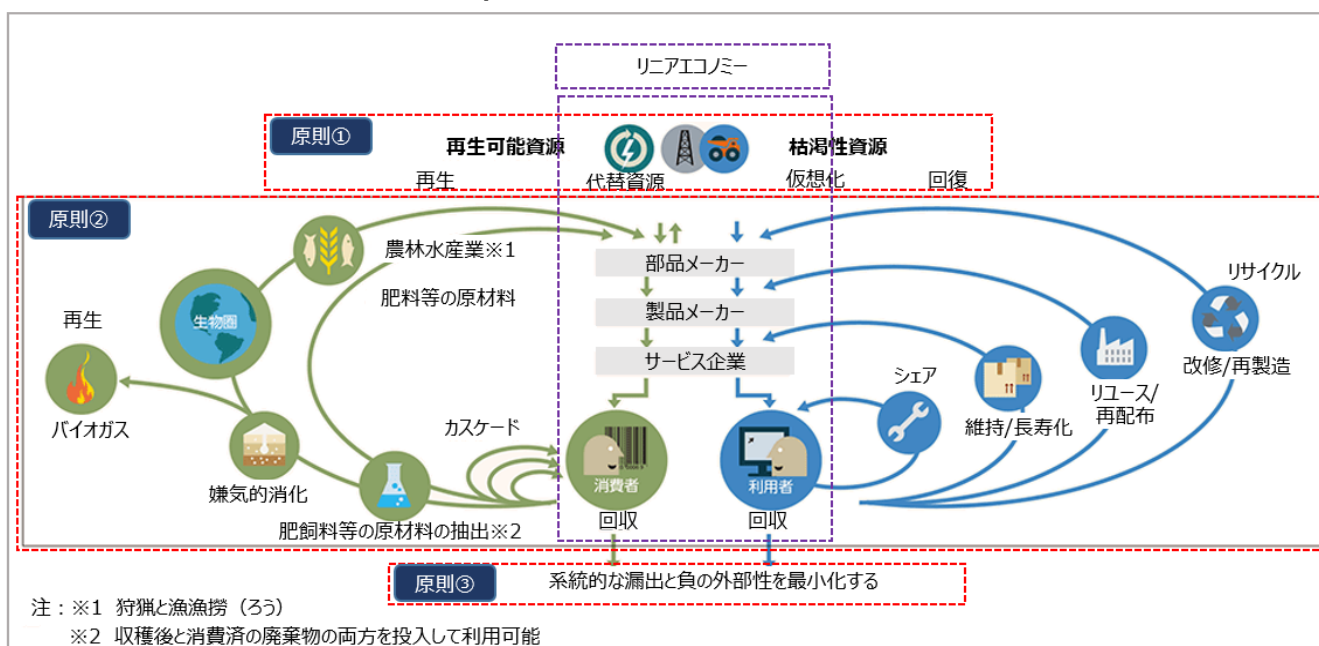 リニアエコノミー
原則①
再生可能資源
枯渇性資源
再生
代替資源
仮想化
回復
原則②
農林水産業※1
部品メーカー
リサイクル
肥料等の原材料
生物圏
再生
製品メーカー
サービス企業
改修/再製造
シェア
リユース/
再配布
維持/長寿化
バイオガス
カスケード
嫌気的消化
消費者
利用者
肥飼料等の原材料の抽出※2
回収
回収
原則③
系統的な漏出と負の外部性を最小化する
注：※1 狩猟と漁漁撈（ろう）
※2 収穫後と消費済の廃棄物の両方を投入して利用可能